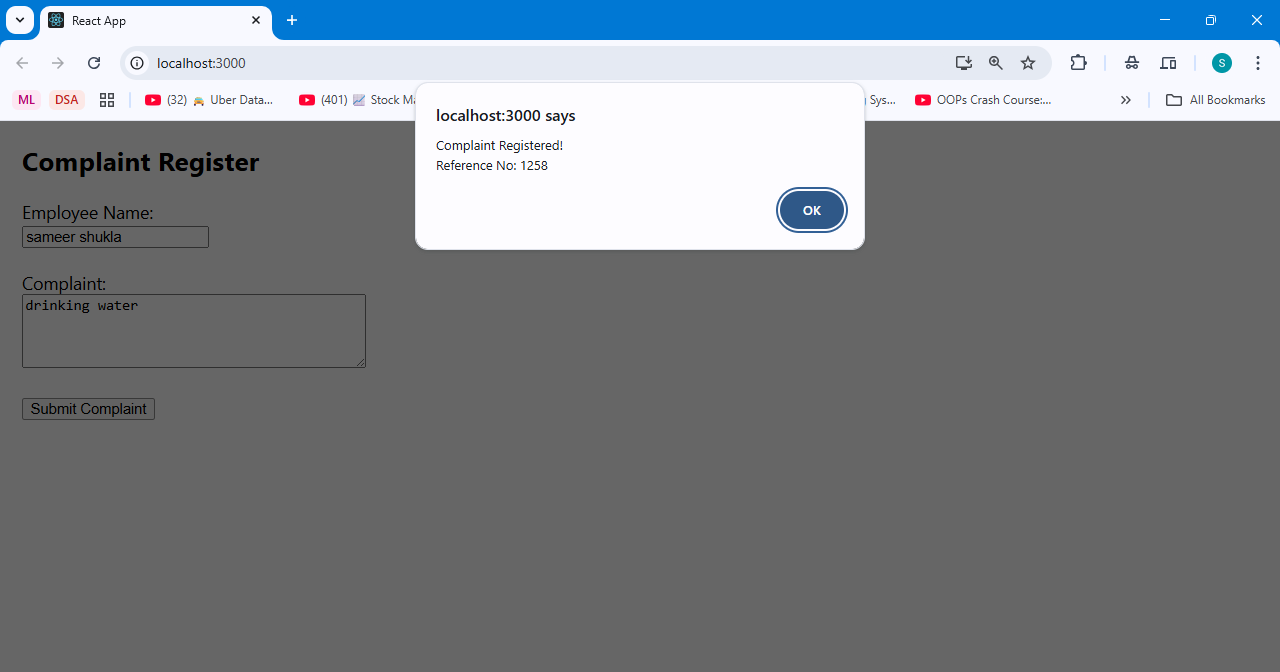 React App
localhost:3000
ML DSA (32) Uber Data... (401) Stock Ma Sys... OOPs Crash Course:... » All Bookmarks
S
localhost:3000 says
Complaint Registered!
Reference No: 1258
OK
Complaint Register
Employee Name:
sameer shukla
Complaint:
drinking water
Submit Complaint